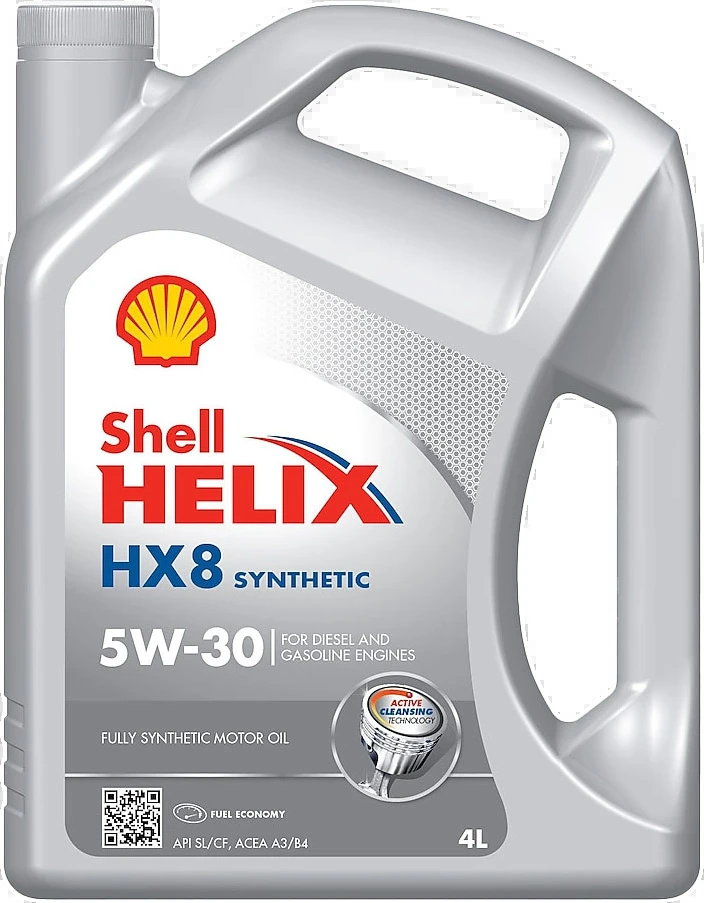 Shell
HELIX
HX8 SYNTHETIC
5W-30
FOR DIESEL AND
GASOLINE ENGINES
ACTIVE
CLEANSING
TECHNOLOGY
FULLY SYNTHETIC MOTOR OIL
FUEL ECONOMY
API SL/CF, ACEA A3/B4
4L